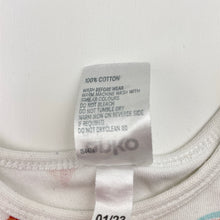 100% COTTON
WASH BEFORE WEAR
WARM MACHINE WASH WITH
SIMILAR COLOURS
DO NOT BLEACH
DO NOT TUMBLE DRY
WARM IRON ON REVERSE SIDE
IF REQUIRED
DO NOT DRYCLEAN
01/23